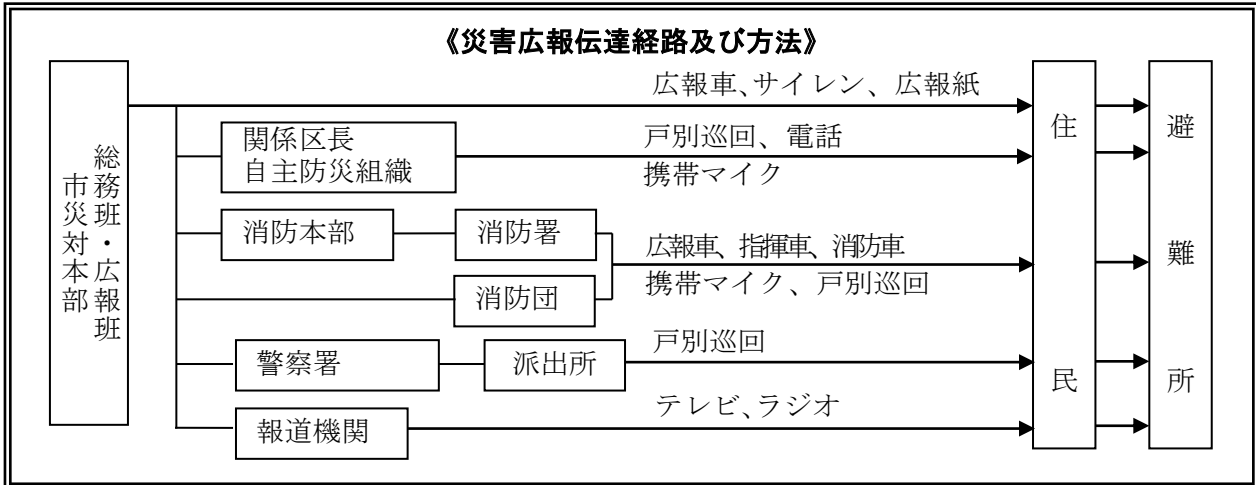 《災害広報伝達経路及び方法》
市災対本部
総務班・広報班
広報車、サイレン、広報紙
関係区長
自主防災組織
戸別巡回、電話
携帯マイク
消防本部
消防署
消防団
広報車、指揮車、消防車
携帯マイク、戸別巡回
警察署
派出所
戸別巡回
報道機関
テレビ、ラジオ
住民
避難所